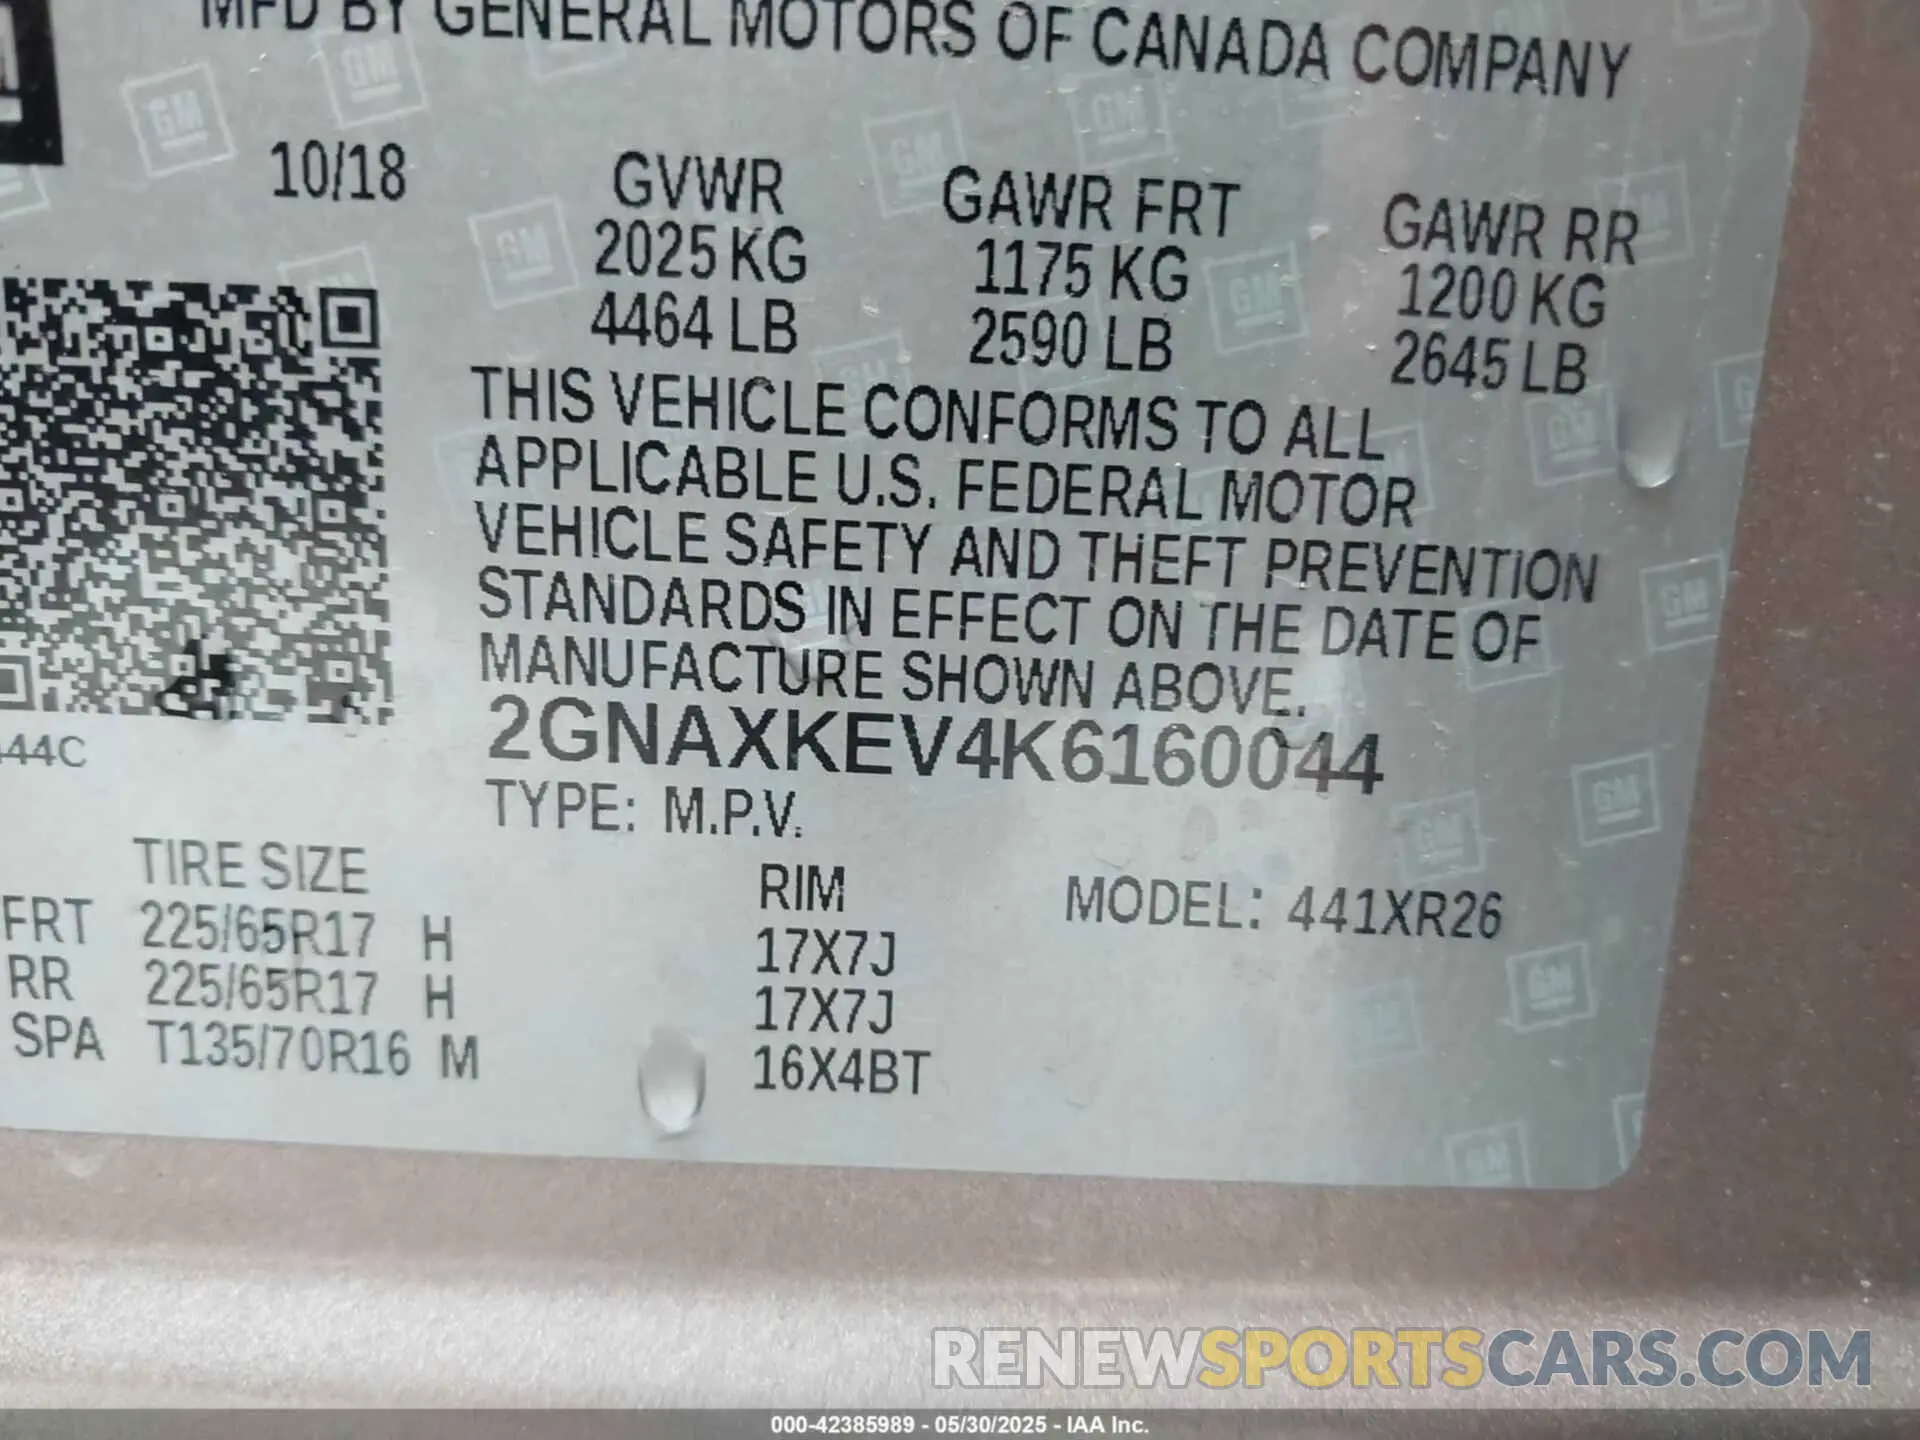 MFD BY GENERAL MOTORS OF CANADA COMPANY
10/18
GVWR
2025 KG
4464 LB
GAWR FRT
1175 KG
2590 LB
GAWR RR
1200 KG
2645 LB
THIS VEHICLE CONFORMS TO ALL
APPLICABLE U.S. FEDERAL MOTOR
VEHICLE SAFETY AND THEFT PREVENTION
STANDARDS IN EFFECT ON THE DATE OF
MANUFACTURE SHOWN ABOVE.
2GNAXKEV4K6160044
44C
TYPE: M.P.V.
TIRE SIZE RIM MODEL: 441XR26
FRT 225/65R17 H 17X7J
RR 225/65R17 H 17X7J
SPA T135/70R16 M 16X4BT
RENEWSPORTSCARS.COM
000-42385989 - 05/30/2025 - IAA Inc.